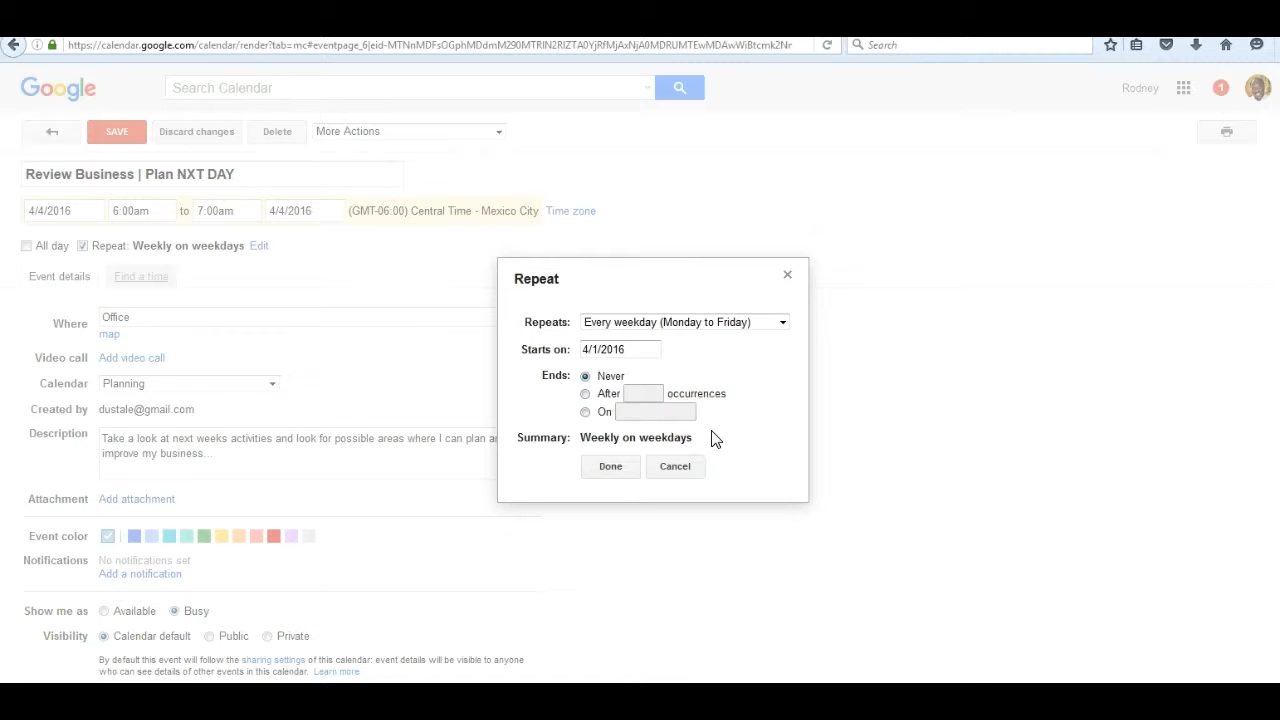 https://calendar.google.com/calendar/render?tab=mc#eventpage_6|eid-
Search
Google
Search Calendar
Rodney
1
SAVE
Discard changes
Delete
More Actions
Review Business | Plan NXT DAY
4/4/2016 6:00am to 7:00am 4/4/2016 (GMT-06:00) Central Time - Mexico City Time zone
All day Repeat: Weekly on weekdays Edit
Event details Find a time
Where Office
map
Video call Add video call
Calendar Planning
Created by dustale@gmail.com
Description Take a look at next weeks activities and look for possible areas where I can plan
improve my business...
Attachment Add attachment
Event color
Notifications No notifications set
Add a notification
Show me as Available Busy
Visibility Calendar default Public Private
By default this event will follow the sharing settings of this calendar: event details will be visible to anyone
who can see details of other events in this calendar. Learn more
Repeat
Repeats: Every weekday (Monday to Friday)
Starts on: 4/1/2016
Ends: Never
After occurrences
On
Summary: Weekly on weekdays
Done Cancel